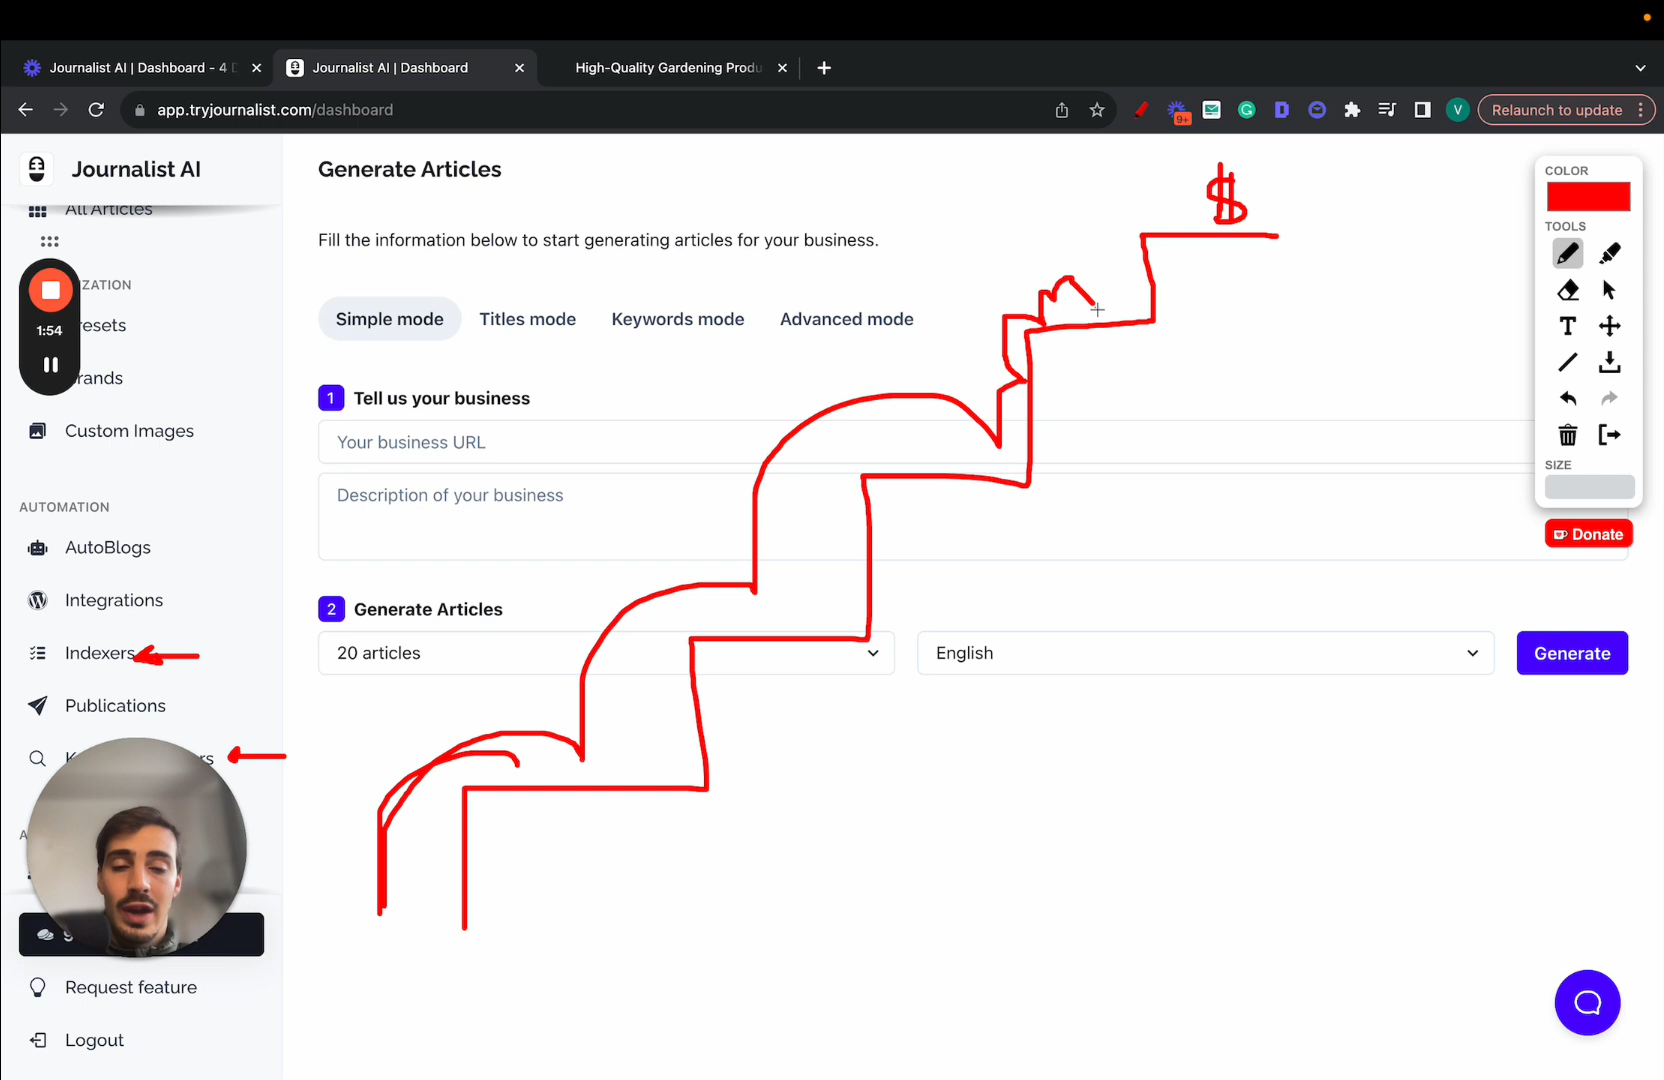 Journalist AI | Dashboard - 4
Journalist AI | Dashboard
High-Quality Gardening Produ
app.tryjournalist.com/dashboard
9+
V
Relaunch to update
Journalist AI
All Articles
ZATION
resets
rands
Custom Images
1:54
AUTOMATION
AutoBlogs
Integrations
Indexers
Publications
Request feature
Logout
Generate Articles
Fill the information below to start generating articles for your business.
Simple mode
Titles mode
Keywords mode
Advanced mode
1 Tell us your business
Your business URL
Description of your business
2 Generate Articles
20 articles
English
Generate
$
COLOR
TOOLS
T
SIZE
Donate